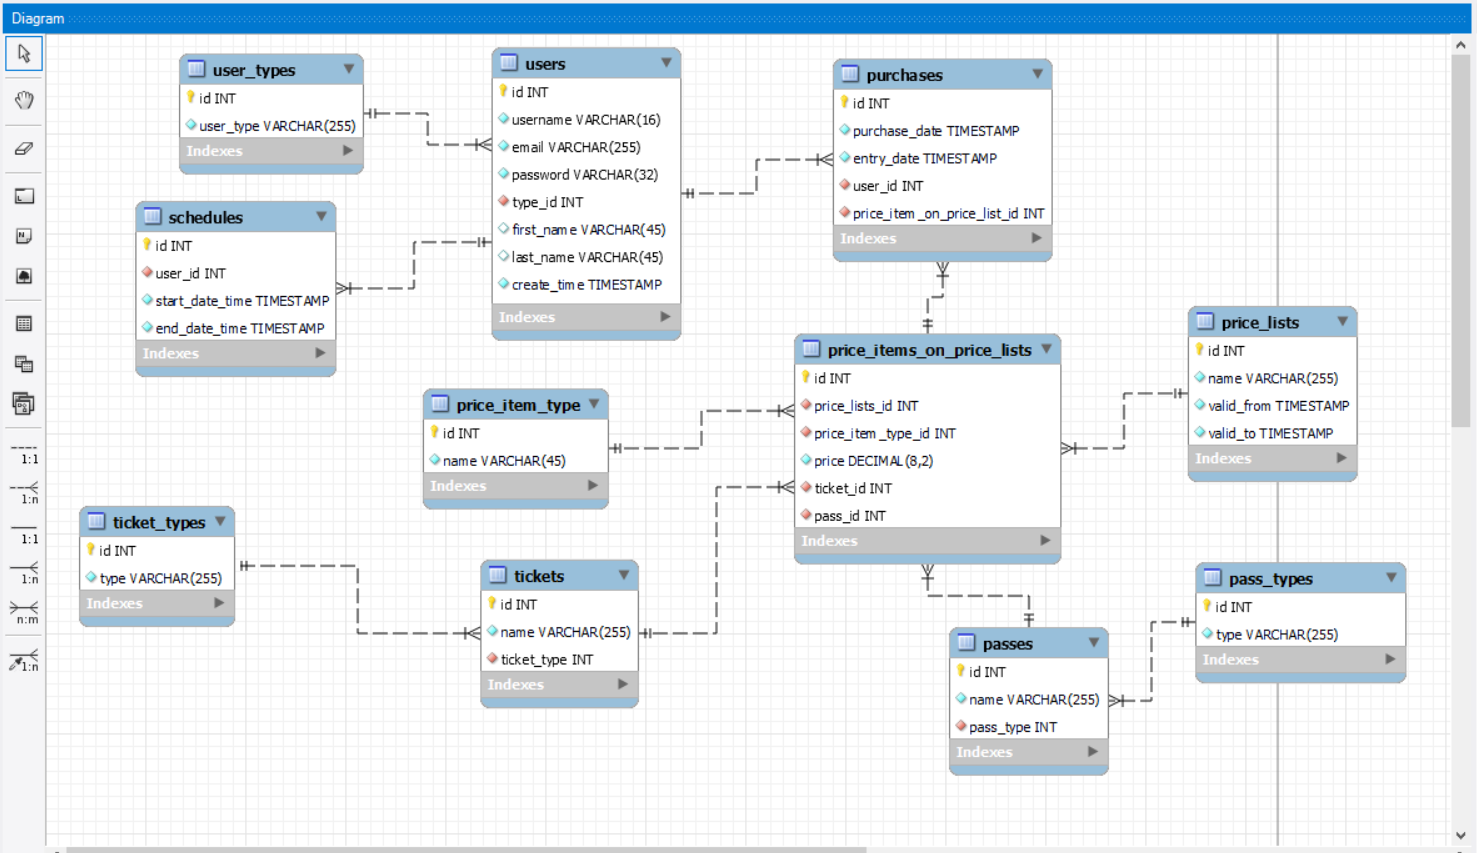 Diagram
1:1
1:n
1:1
1:n
n:m
1:n
user_types
id INT
user_type VARCHAR(255)
Indexes
users
id INT
username VARCHAR(16)
email VARCHAR(255)
password VARCHAR(32)
type_id INT
first_name VARCHAR(45)
last_name VARCHAR(45)
create_time TIMESTAMP
Indexes
purchases
id INT
purchase_date TIMESTAMP
entry_date TIMESTAMP
user_id INT
price_item_on_price_list_id INT
Indexes
schedules
id INT
user_id INT
start_date_time TIMESTAMP
end_date_time TIMESTAMP
Indexes
price_lists
id INT
name VARCHAR(255)
valid_from TIMESTAMP
valid_to TIMESTAMP
Indexes
price_items_on_price_lists
id INT
price_lists_id INT
price_item_type_id INT
price DECIMAL(8,2)
ticket_id INT
pass_id INT
Indexes
price_item_type
id INT
name VARCHAR(45)
Indexes
ticket_types
id INT
type VARCHAR(255)
Indexes
tickets
id INT
name VARCHAR(255)
ticket_type INT
Indexes
pass_types
id INT
type VARCHAR(255)
Indexes
passes
id INT
name VARCHAR(255)
pass_type INT
Indexes